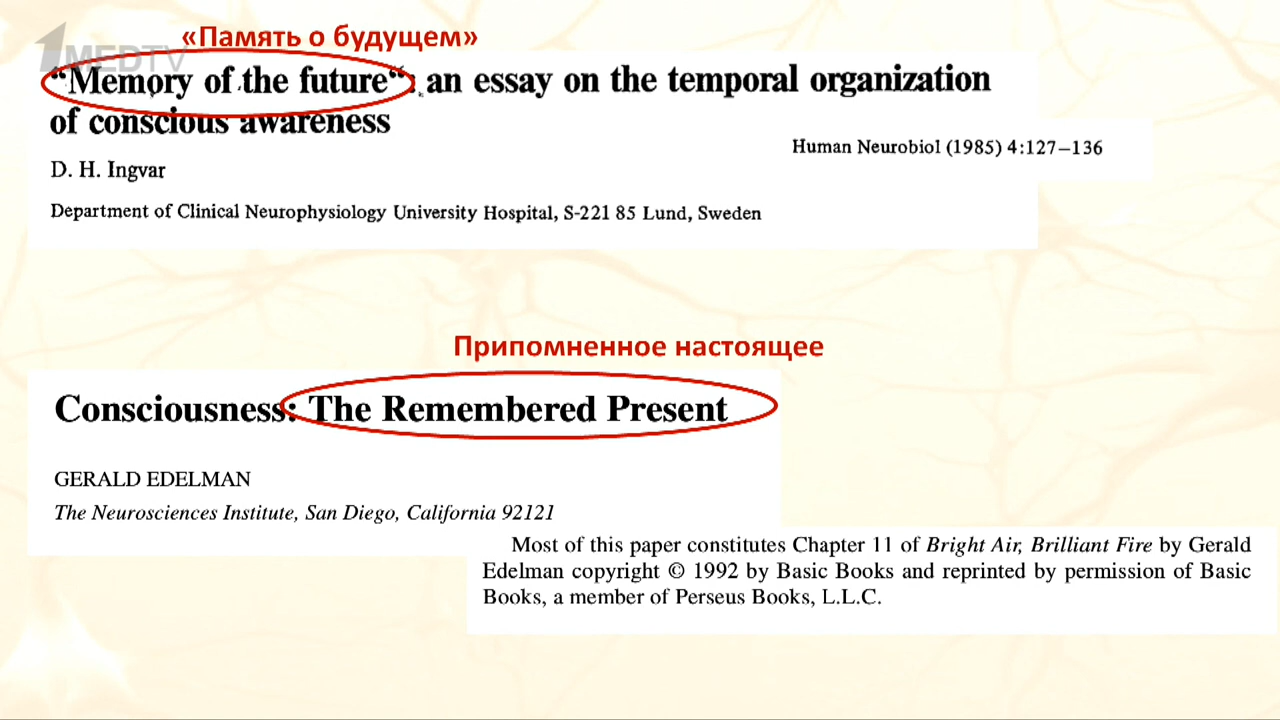 1MEDTV
«Память о будущем»
“Memory of the future“: an essay on the temporal organization
of conscious awareness
Human Neurobiol (1985) 4:127–136
D. H. Ingvar
Department of Clinical Neurophysiology University Hospital, S-221 85 Lund, Sweden
Припомненное настоящее
Consciousness: The Remembered Present
GERALD EDELMAN
The Neurosciences Institute, San Diego, California 92121
Most of this paper constitutes Chapter 11 of Bright Air, Brilliant Fire by Gerald
Edelman copyright © 1992 by Basic Books and reprinted by permission of Basic
Books, a member of Perseus Books, L.L.C.